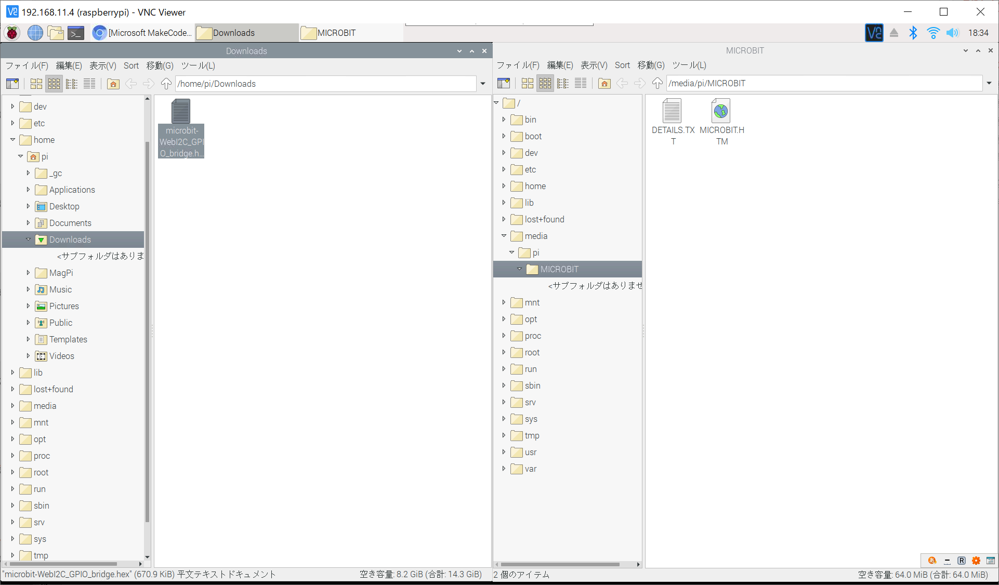 192.168.11.4 (raspberrypi) - VNC Viewer
[Microsoft MakeCode...
Downloads
MICROBIT
18:34
Downloads
ファイル(F) 編集(E) 表示(V) Sort 移動(G) ツール(L)
/home/pi/Downloads
dev
etc
home
pi
_gc
Applications
Desktop
Documents
Downloads
<サブフォルダはありま
MagPi
Music
Pictures
Public
Templates
Videos
lib
lost+found
media
mnt
opt
proc
root
run
sbin
srv
sys
tmp
microbit-
WebI2C_GPI
O_bridge.h...
"microbit-WebI2C_GPIO_bridge.hex" (670.9 KiB) 平文テキストドキュメント
空き容量: 8.2 GiB (合計: 14.3 GiB)
MICROBIT
ファイル(F) 編集(E) 表示(V) Sort 移動(G) ツール(L)
/media/pi/MICROBIT
/
bin
boot
dev
etc
home
lib
lost+found
media
pi
MICROBIT
<サブフォルダはありませ
mnt
opt
proc
root
run
sbin
srv
sys
tmp
usr
var
DETAILS.TX
T
MICROBIT.H
TM
あ
R
2 個のアイテム
空き容量: 64.0 MiB (合計: 64.0 MiB)